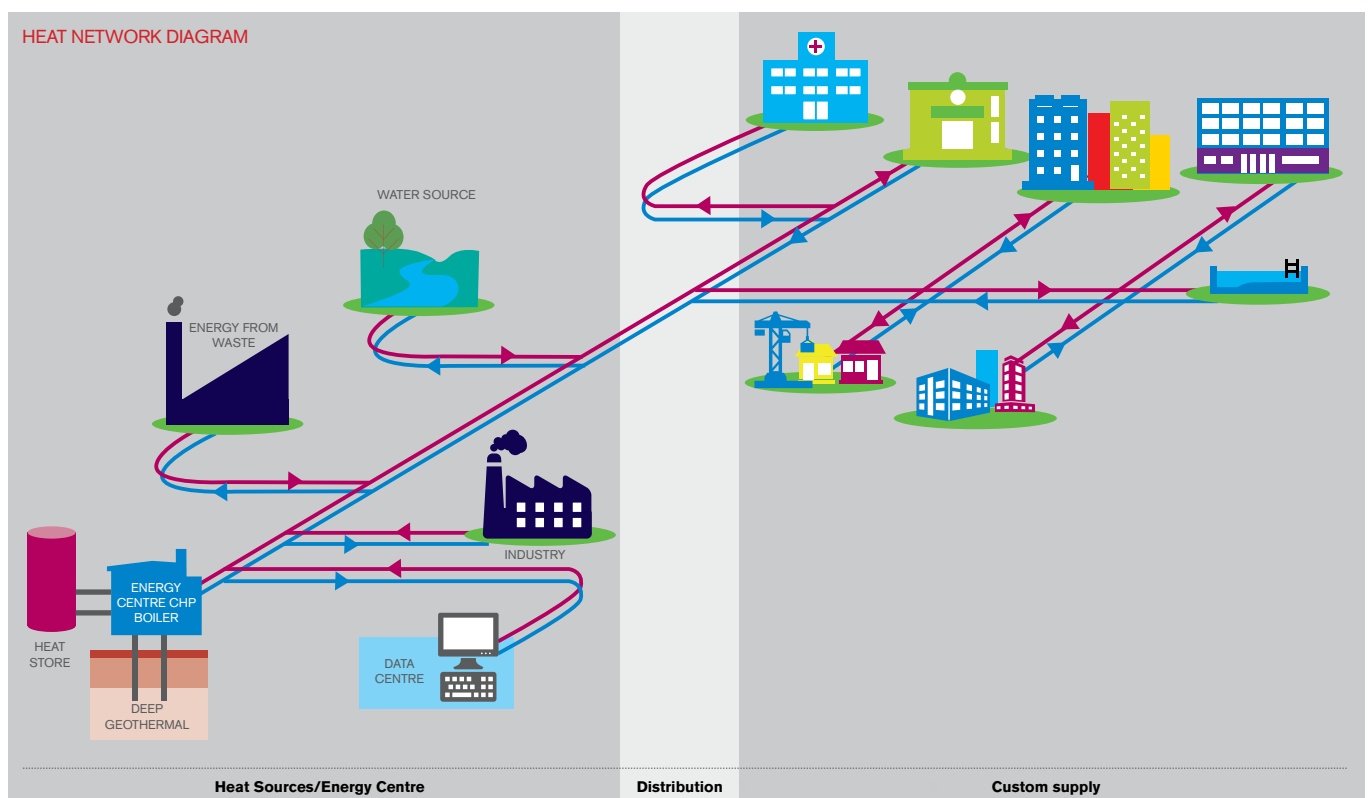 HEAT NETWORK DIAGRAM
WATER SOURCE
ENERGY FROM
WASTE
INDUSTRY
ENERGY
CENTRE CHP
BOILER
HEAT
STORE
DATA
CENTRE
DEEP
GEOTHERMAL
Heat Sources/Energy Centre
Distribution
Custom supply